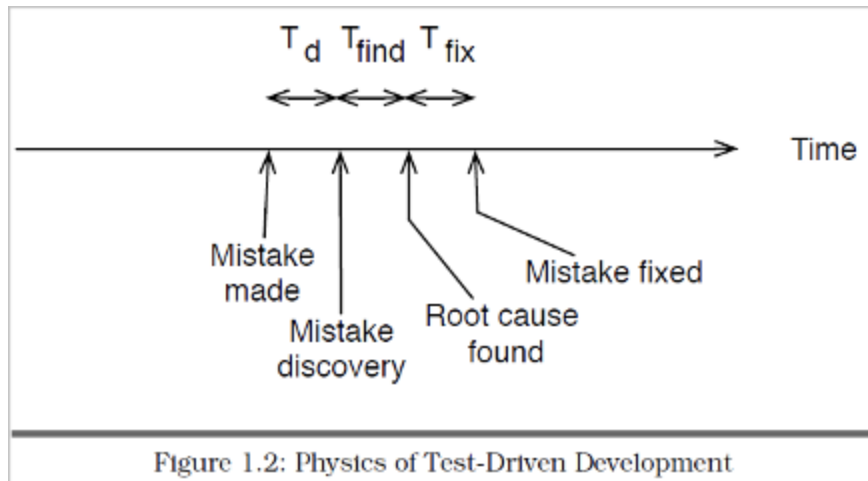 T d T find T fix
Time
Mistake
made
Mistake
discovery
Root cause
found
Mistake fixed
Figure 1.2: Physics of Test-Driven Development